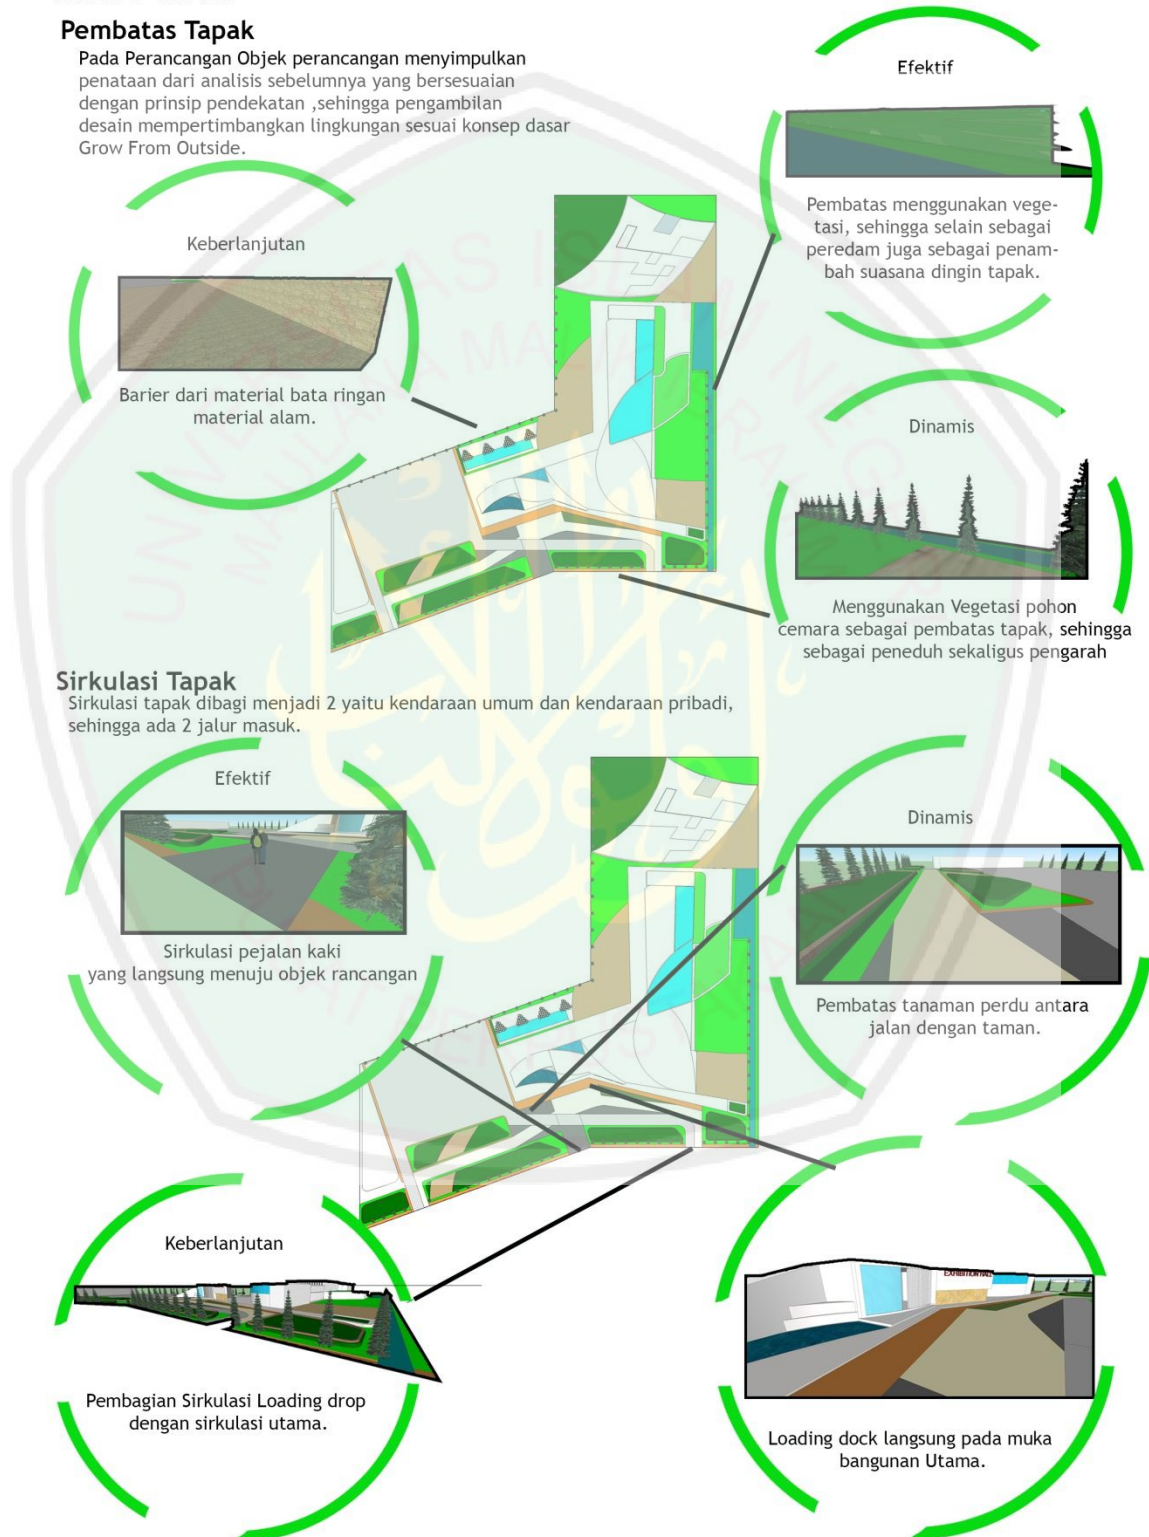 Pembatas Tapak
Pada Perancangan Objek perancangan menyimpulkan
penataan dari analisis sebelumnya yang bersesuaian
dengan prinsip pendekatan ,sehingga pengambilan
desain mempertimbangkan lingkungan sesuai konsep dasar
Grow From Outside.
Efektif
Pembatas menggunakan vege-
tasi, sehingga selain sebagai
peredam juga sebagai penam-
bah suasana dingin tapak.
Keberlanjutan
Barier dari material bata ringan
material alam.
Dinamis
Menggunakan Vegetasi pohon
cemara sebagai pembatas tapak, sehingga
sebagai peneduh sekaligus pengarah
Sirkulasi Tapak
Sirkulasi tapak dibagi menjadi 2 yaitu kendaraan umum dan kendaraan pribadi,
sehingga ada 2 jalur masuk.
Efektif
Sirkulasi pejalan kaki
yang langsung menuju objek rancangan
Dinamis
Pembatas tanaman perdu antara
jalan dengan taman.
Keberlanjutan
Pembagian Sirkulasi Loading drop
dengan sirkulasi utama.
EXHIBITION HALL
Loading dock langsung pada muka
bangunan Utama.